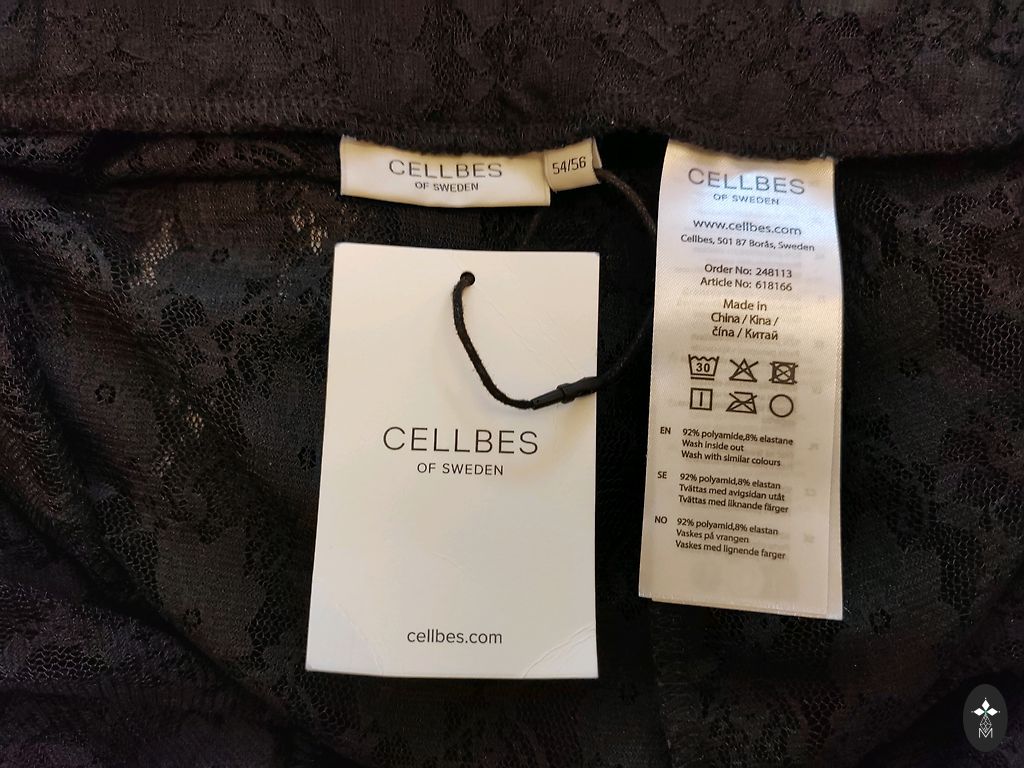 CELLBES
OF SWEDEN
54/56
CELLBES
OF SWEDEN
cellbes.com
CELLBES
OF SWEDEN
www.cellbes.com
Cellbes, 501 87 Borås, Sweden
Order No: 248113
Article No: 618166
Made in
China / Kina /
čína / Китай
30
EN 92% polyamide,8% elastane
Wash inside out
Wash with similar colours
SE 92% polyamid,8% elastan
Tvättas med avigsidan utåt
Tvättas med liknande färger
NO 92% polyamid,8% elastan
Vaskes på vrangen
Vaskes med lignende farger
M